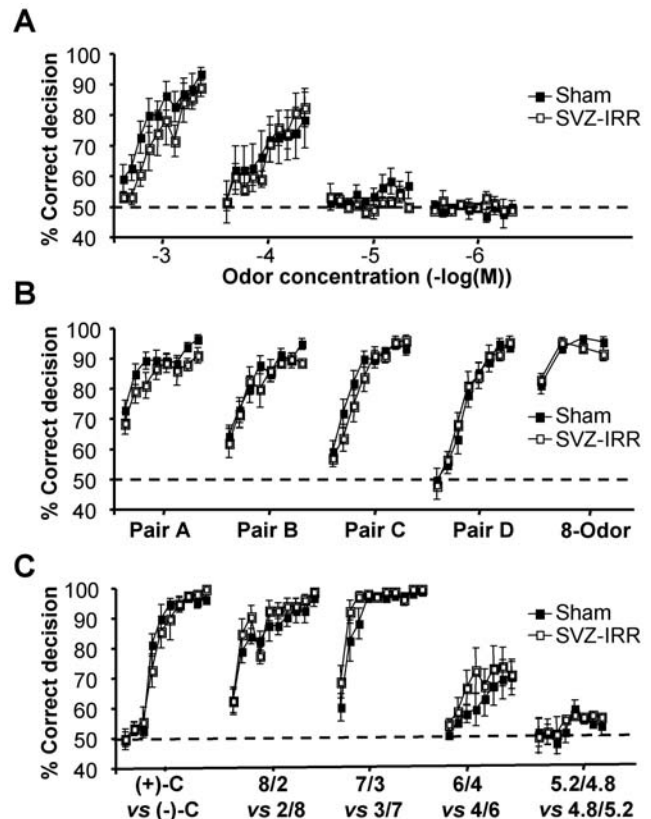 A
% Correct decision
100
90
80
70
60
50
40
Sham
SVZ-IRR
-3 -4 -5 -6
Odor concentration (-log(M))
B
% Correct decision
100
90
80
70
60
50
40
Sham
SVZ-IRR
Pair A Pair B Pair C Pair D 8-Odor
C
% Correct decision
100
90
80
70
60
50
40
Sham
SVZ-IRR
(+)-C 8/2 7/3 6/4 5.2/4.8
vs (-)-C vs 2/8 vs 3/7 vs 4/6 vs 4.8/5.2